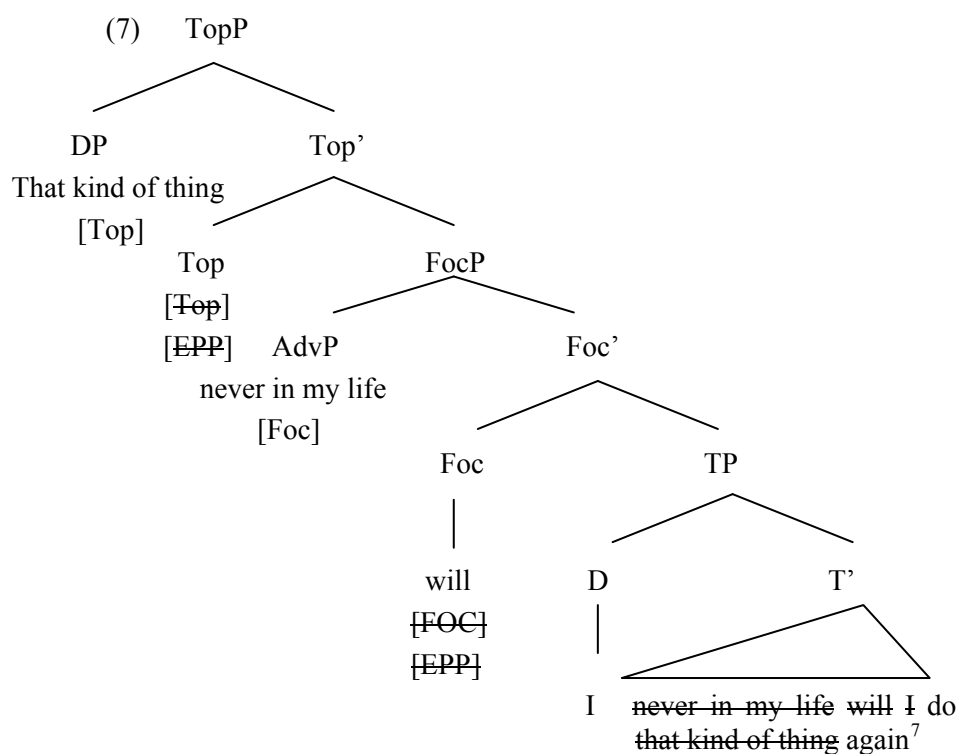 (7) TopP
DP Top’
That kind of thing
[Top]
Top FocP
[Top]
[EPP] AdvP Foc’
never in my life
[Foc]
Foc TP
will D T’
[FOC]
[EPP]
I never in my life will I do
that kind of thing again7